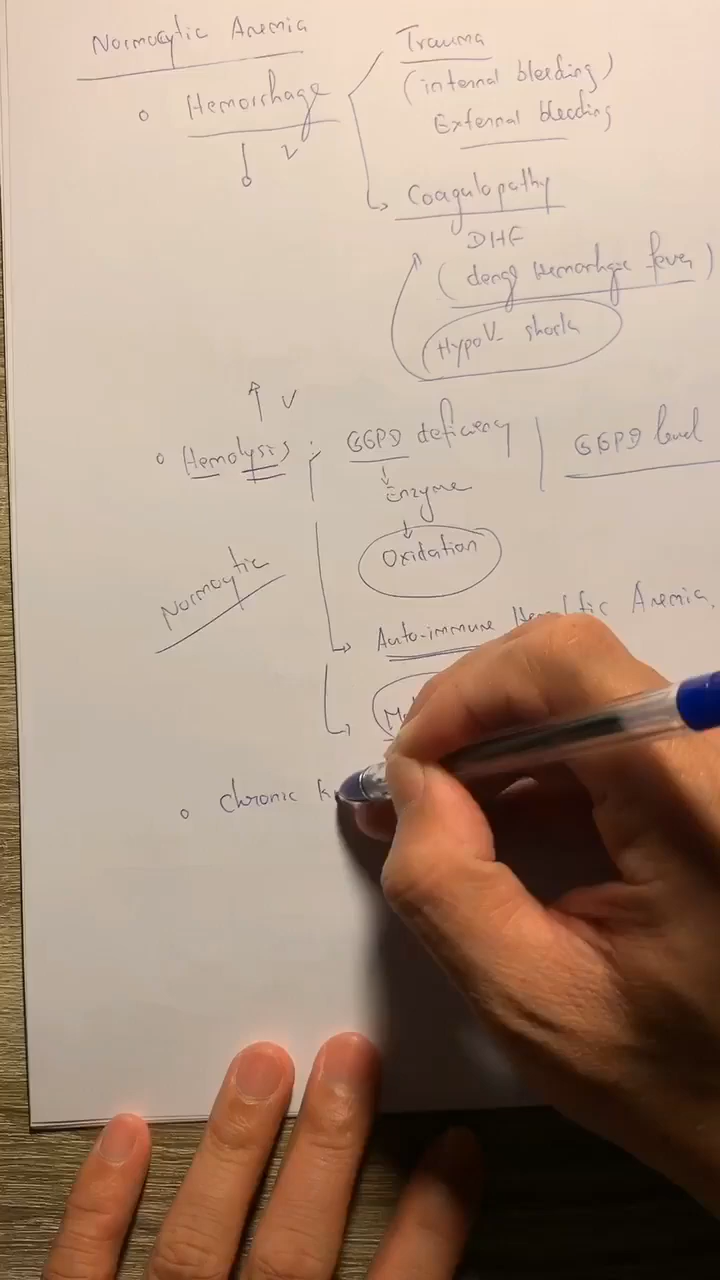 Normocytic Anemia
Hemorrhage
Trauma
(internal bleeding)
External bleeding
Coagulopathy
DHF
(deng Hemorrhagic fever)
HypoV shock
Hemolysis : G6PD deficiency | G6PD level
Enzyme
Oxidation
Normocytic
Auto-immune Anemia
chronic